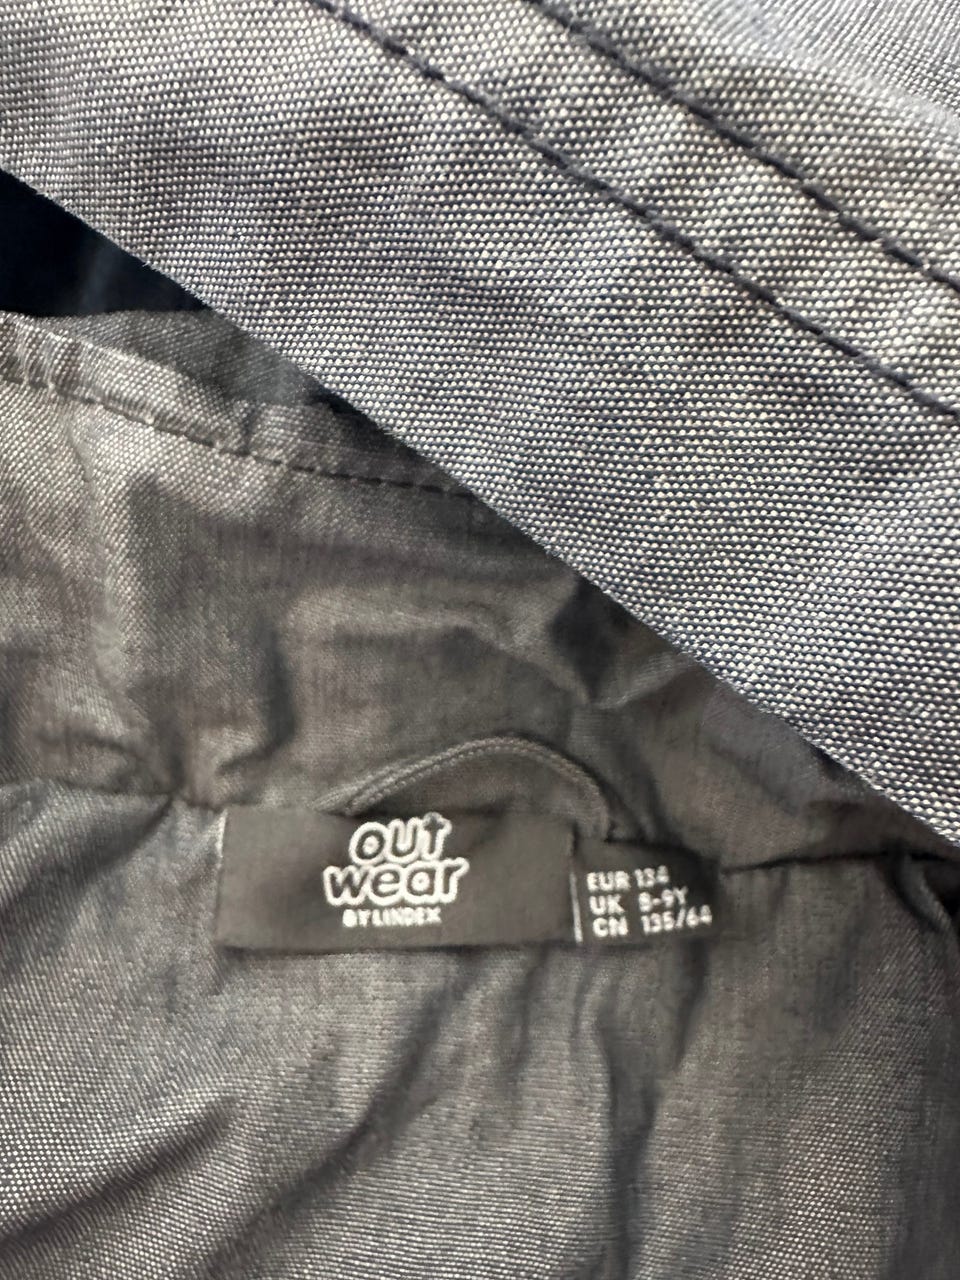 OUT
wear
BY LINDEX
EUR 134
UK 8-9Y
CN 135/64